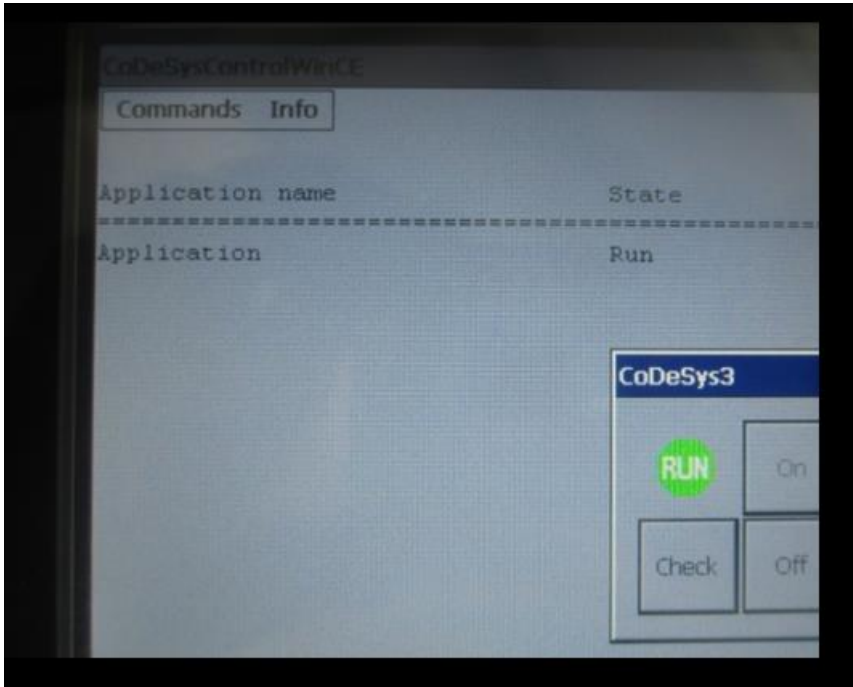 CoDeSysControlWinCE
Commands Info
Application name State
==================================================
Application Run
CoDeSys3
RUN On
Check Off